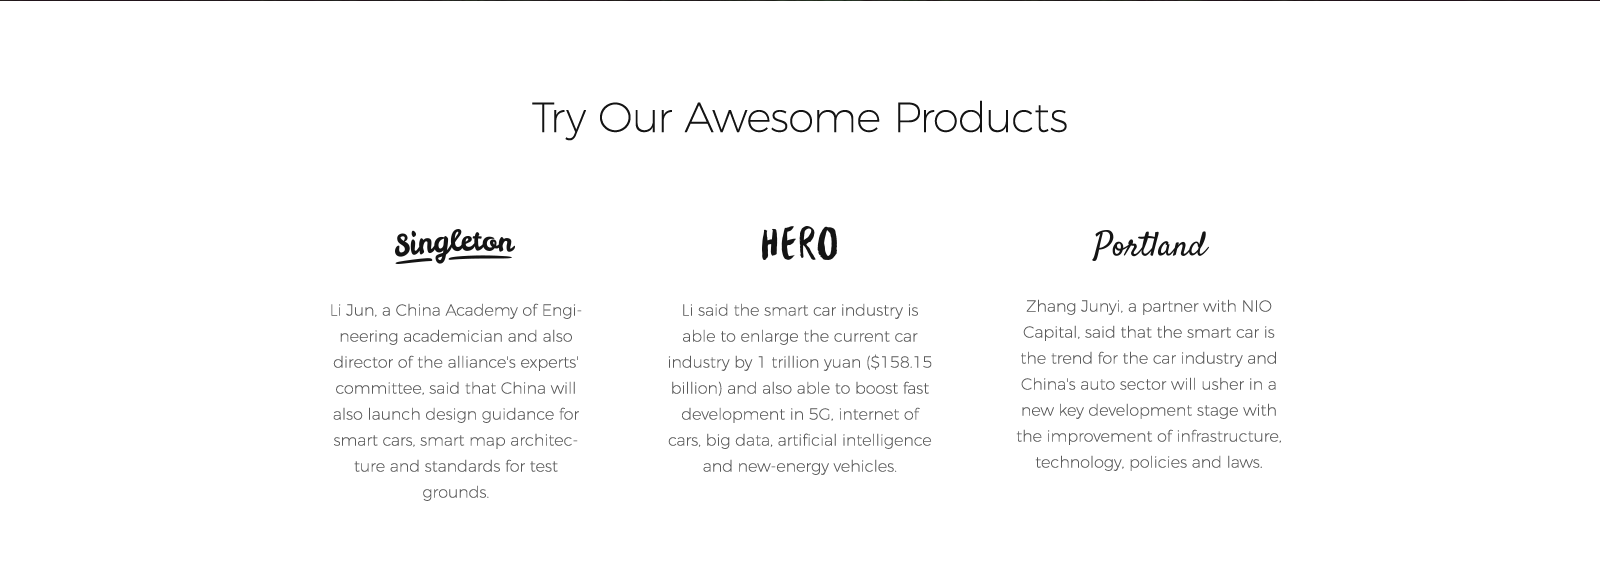 Try Our Awesome Products
Singleton
Li Jun, a China Academy of Engi-
neering academician and also
director of the alliance's experts'
committee, said that China will
also launch design guidance for
smart cars, smart map architec-
ture and standards for test
grounds.
HERO
Li said the smart car industry is
able to enlarge the current car
industry by 1 trillion yuan ($158.15
billion) and also able to boost fast
development in 5G, internet of
cars, big data, artificial intelligence
and new-energy vehicles.
Portland
Zhang Junyi, a partner with NIO
Capital, said that the smart car is
the trend for the car industry and
China's auto sector will usher in a
new key development stage with
the improvement of infrastructure,
technology, policies and laws.